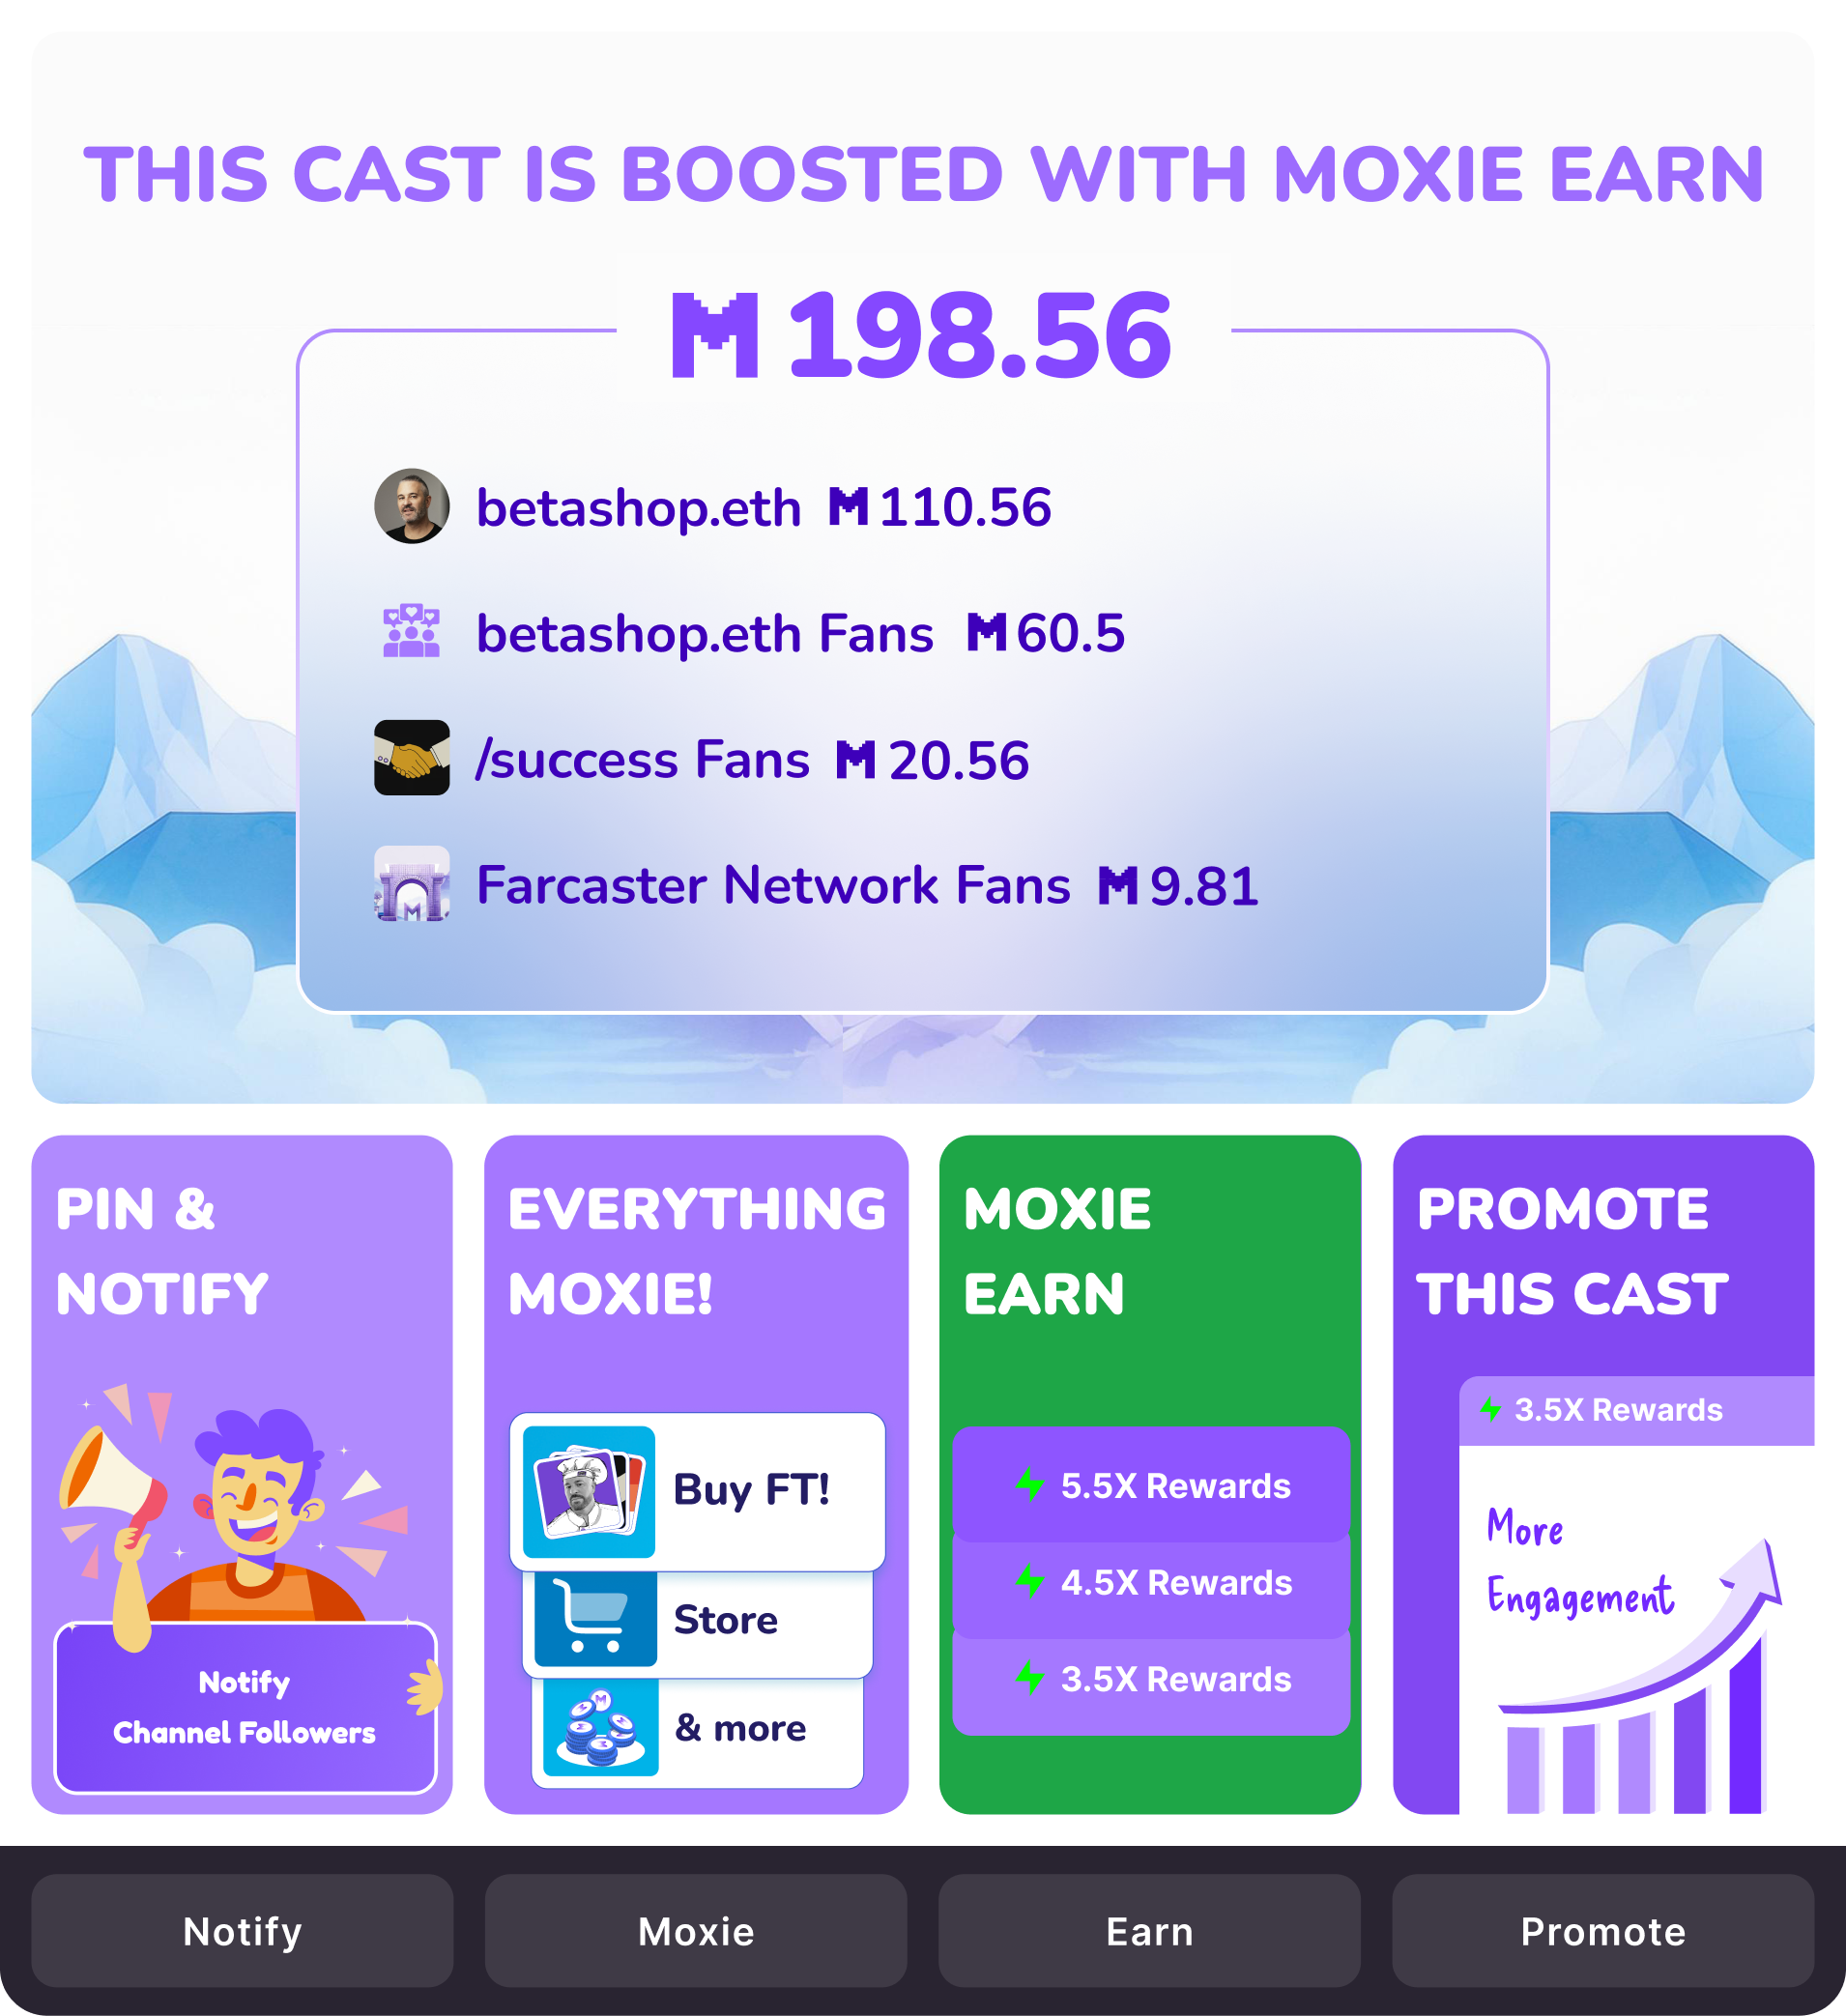 THIS CAST IS BOOSTED WITH MOXIE EARN
M 198.56
betashop.eth M 110.56
betashop.eth Fans M 60.5
/success Fans M 20.56
Farcaster Network Fans M 9.81
PIN &
NOTIFY
Notify
Channel Followers
EVERYTHING
MOXIE!
Buy FT!
Store
& more
MOXIE
EARN
5.5X Rewards
4.5X Rewards
3.5X Rewards
PROMOTE
THIS CAST
3.5X Rewards
More
Engagement
Notify
Moxie
Earn
Promote